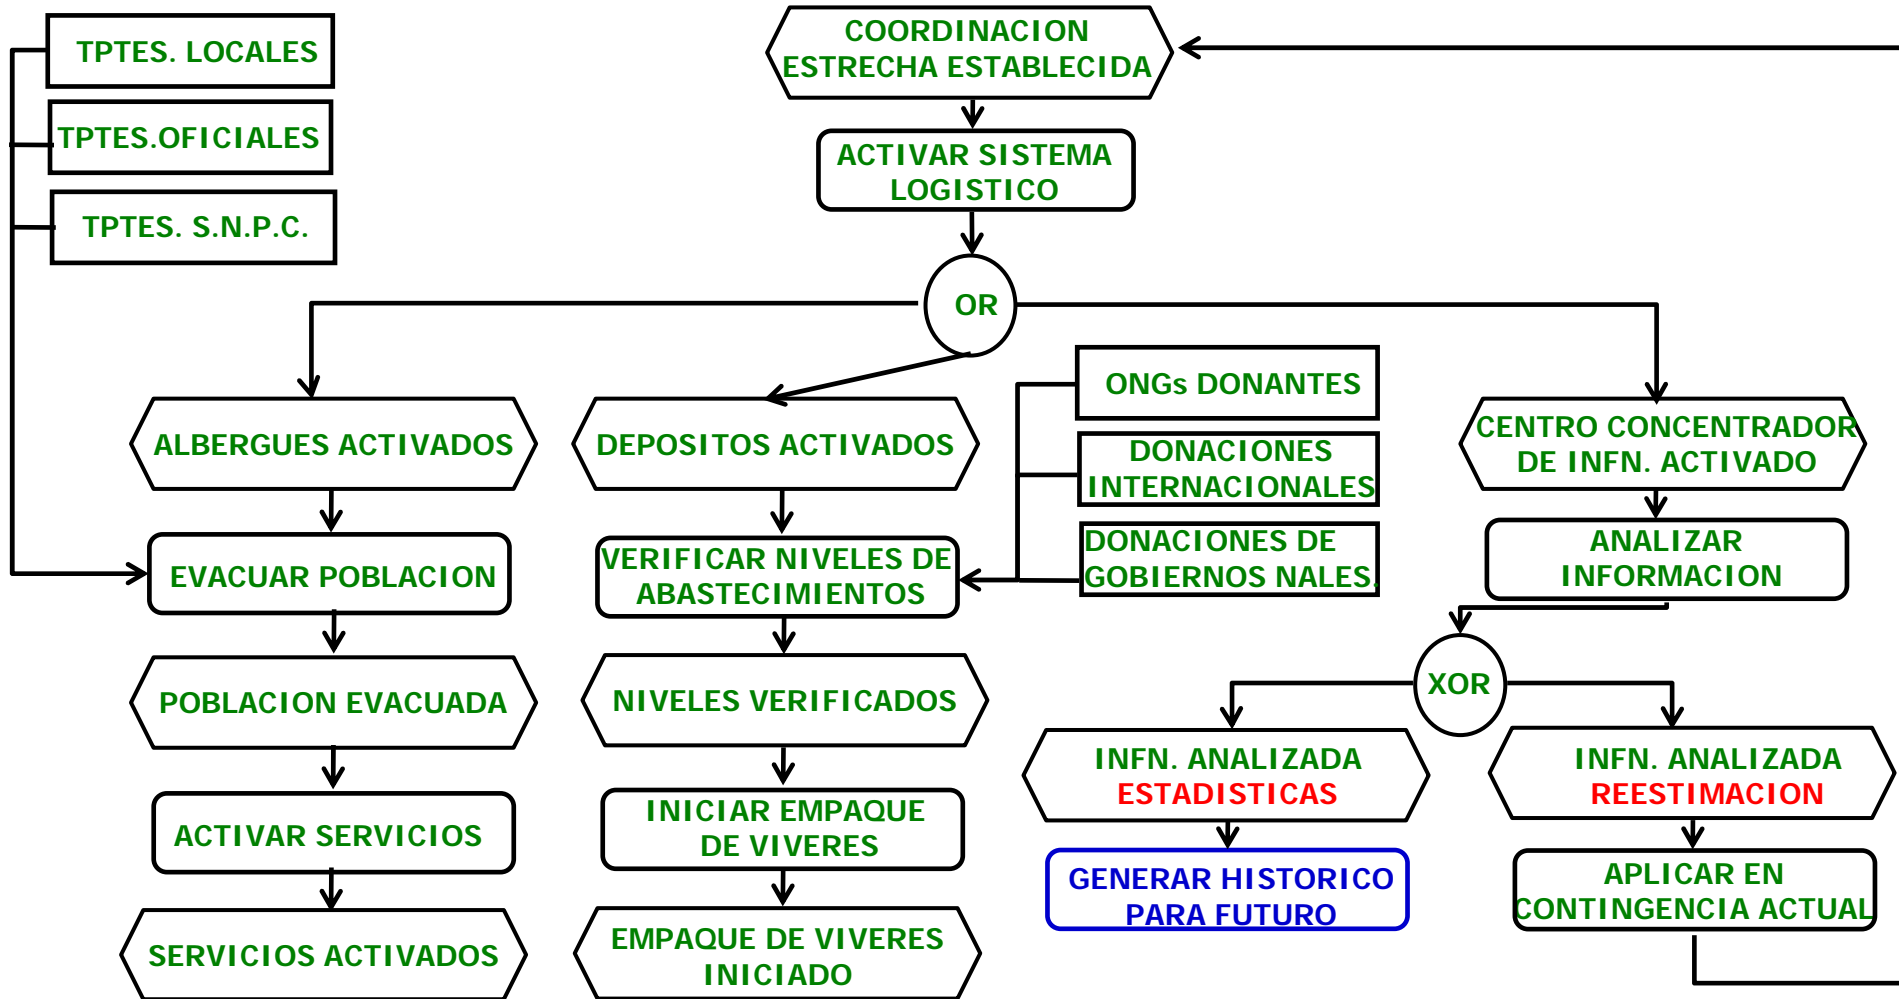 TPTES. LOCALES
TPTES.OFICIALES
TPTES. S.N.P.C.
COORDINACION
ESTRECHA ESTABLECIDA
ACTIVAR SISTEMA
LOGISTICO
OR
ONGs DONANTES
DONACIONES
INTERNACIONALES
DONACIONES DE
GOBIERNOS NALES.
ALBERGUES ACTIVADOS
EVACUAR POBLACION
POBLACION EVACUADA
ACTIVAR SERVICIOS
SERVICIOS ACTIVADOS
DEPOSITOS ACTIVADOS
VERIFICAR NIVELES DE
ABASTECIMIENTOS
NIVELES VERIFICADOS
INICIAR EMPAQUE
DE VIVERES
EMPAQUE DE VIVERES
INICIADO
CENTRO CONCENTRADOR
DE INFN. ACTIVADO
ANALIZAR
INFORMACION
XOR
INFN. ANALIZADA
ESTADISTICAS
GENERAR HISTORICO
PARA FUTURO
INFN. ANALIZADA
REESTIMACION
APLICAR EN
CONTINGENCIA ACTUAL